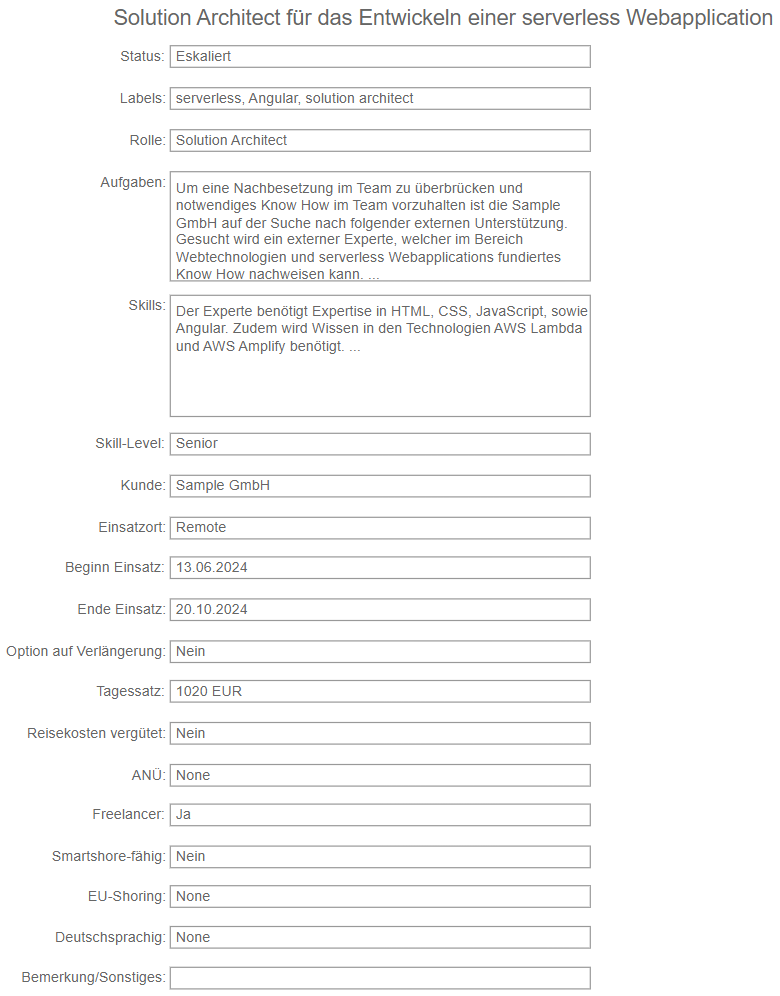 Solution Architect für das Entwickeln einer serverless Webapplication
Status: Eskaliert
Labels: serverless, Angular, solution architect
Rolle: Solution Architect
Aufgaben: Um eine Nachbesetzung im Team zu überbrücken und
notwendiges Know How im Team vorzuhalten ist die Sample
GmbH auf der Suche nach folgender externen Unterstützung.
Gesucht wird ein externer Experte, welcher im Bereich
Webtechnologien und serverless Webapplications fundiertes
Know How nachweisen kann. ...
Skills: Der Experte benötigt Expertise in HTML, CSS, JavaScript, sowie
Angular. Zudem wird Wissen in den Technologien AWS Lambda
und AWS Amplify benötigt. ...
Skill-Level: Senior
Kunde: Sample GmbH
Einsatzort: Remote
Beginn Einsatz: 13.06.2024
Ende Einsatz: 20.10.2024
Option auf Verlängerung: Nein
Tagessatz: 1020 EUR
Reisekosten vergütet: Nein
ANÜ: None
Freelancer: Ja
Smartshore-fähig: Nein
EU-Shoring: None
Deutschsprachig: None
Bemerkung/Sonstiges: